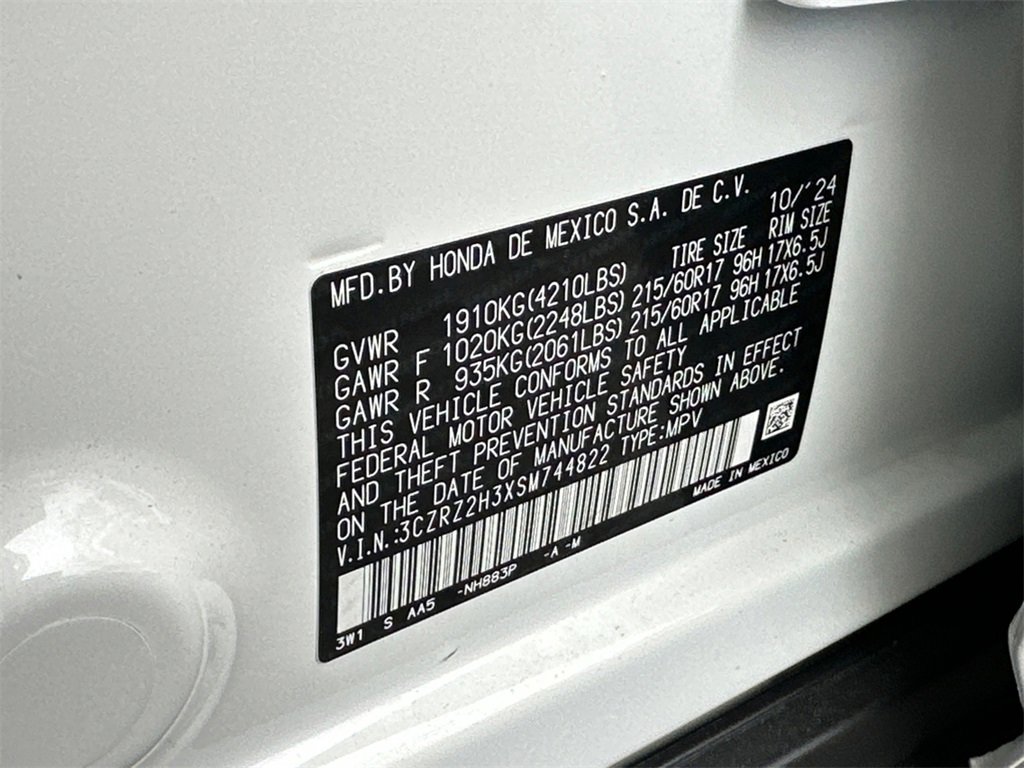 MFD.BY HONDA DE MEXICO S.A. DE C.V. 10/'24
TIRE SIZE RIM SIZE
GVWR 1910KG(4210LBS)
GAWR F 1020KG(2248LBS) 215/60R17 96H 17X6.5J
GAWR R 935KG(2061LBS) 215/60R17 96H 17X6.5J
THIS VEHICLE CONFORMS TO ALL APPLICABLE
FEDERAL MOTOR VEHICLE SAFETY
AND THEFT PREVENTION STANDARDS IN EFFECT
ON THE DATE OF MANUFACTURE SHOWN ABOVE.
V.I.N.:3CZRZ2H3XSM744822 TYPE:MPV
3W1 S AA5 -NH883P -A -M MADE IN MEXICO